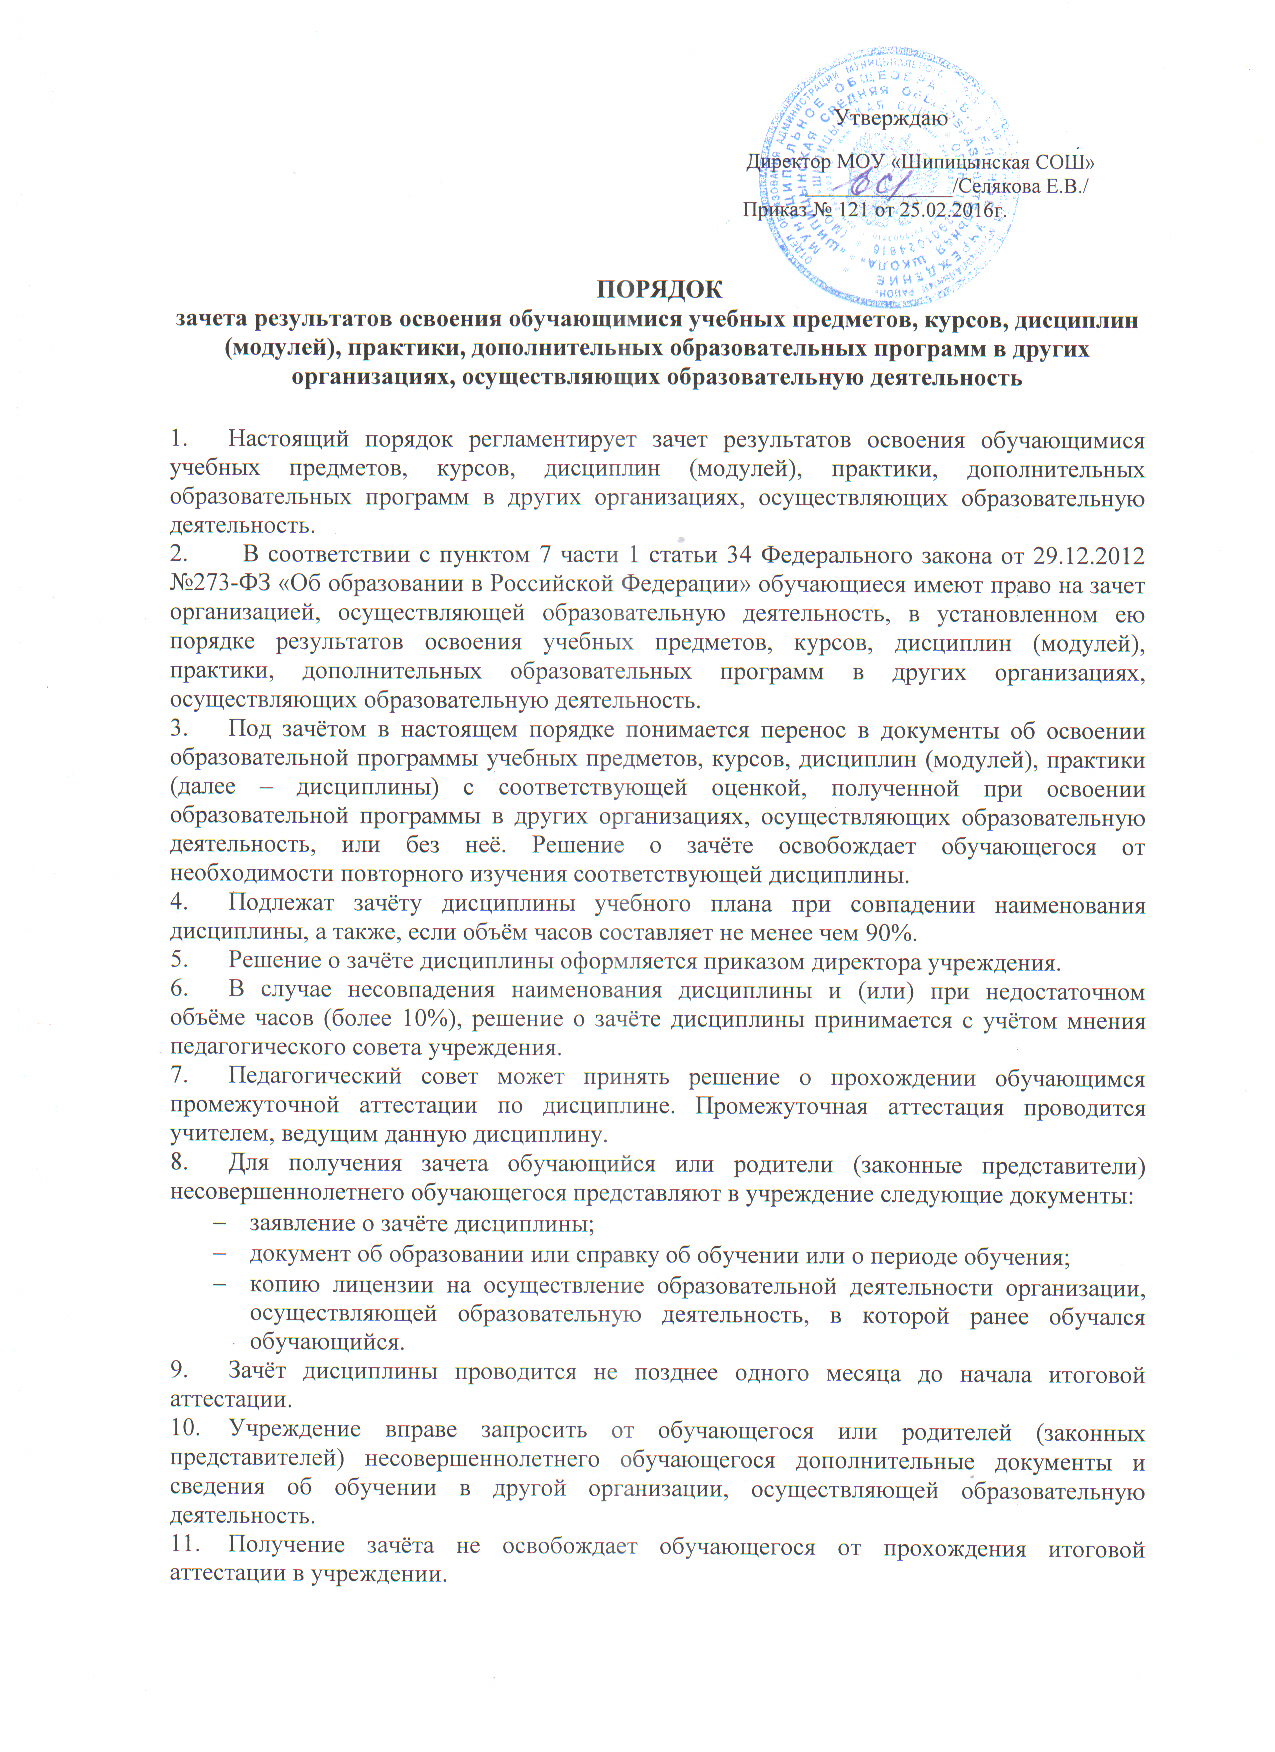 Утверждаю
Директор МОУ «Шипицынская СОШ»
/Селякова Е.В./
Приказ № 121 от 25.02.2016г.
ПОРЯДОК
зачета результатов освоения обучающимися учебных предметов, курсов, дисциплин
(модулей), практики, дополнительных образовательных программ в других
организациях, осуществляющих образовательную деятельность
1. Настоящий порядок регламентирует зачет результатов освоения обучающимися
учебных предметов, курсов, дисциплин (модулей), практики, дополнительных
образовательных программ в других организациях, осуществляющих образовательную
деятельность.
2. В соответствии с пунктом 7 части 1 статьи 34 Федерального закона от 29.12.2012
№273-ФЗ «Об образовании в Российской Федерации» обучающиеся имеют право на зачет
организацией, осуществляющей образовательную деятельность, в установленном ею
порядке результатов освоения учебных предметов, курсов, дисциплин (модулей),
практики, дополнительных образовательных программ в других организациях,
осуществляющих образовательную деятельность.
3. Под зачётом в настоящем порядке понимается перенос в документы об освоении
образовательной программы учебных предметов, курсов, дисциплин (модулей), практики
(далее – дисциплины) с соответствующей оценкой, полученной при освоении
образовательной программы в других организациях, осуществляющих образовательную
деятельность, или без неё. Решение о зачёте освобождает обучающегося от
необходимости повторного изучения соответствующей дисциплины.
4. Подлежат зачёту дисциплины учебного плана при совпадении наименования
дисциплины, а также, если объём часов составляет не менее чем 90%.
5. Решение о зачёте дисциплины оформляется приказом директора учреждения.
6. В случае несовпадения наименования дисциплины и (или) при недостаточном
объёме часов (более 10%), решение о зачёте дисциплины принимается с учётом мнения
педагогического совета учреждения.
7. Педагогический совет может принять решение о прохождении обучающимся
промежуточной аттестации по дисциплине. Промежуточная аттестация проводится
учителем, ведущим данную дисциплину.
8. Для получения зачета обучающийся или родители (законные представители)
несовершеннолетнего обучающегося представляют в учреждение следующие документы:
– заявление о зачёте дисциплины;
– документ об образовании или справку об обучении или о периоде обучения;
– копию лицензии на осуществление образовательной деятельности организации,
осуществляющей образовательную деятельность, в которой ранее обучался
обучающийся.
9. Зачёт дисциплины проводится не позднее одного месяца до начала итоговой
аттестации.
10. Учреждение вправе запросить от обучающегося или родителей (законных
представителей) несовершеннолетнего обучающегося дополнительные документы и
сведения об обучении в другой организации, осуществляющей образовательную
деятельность.
11. Получение зачёта не освобождает обучающегося от прохождения итоговой
аттестации в учреждении.